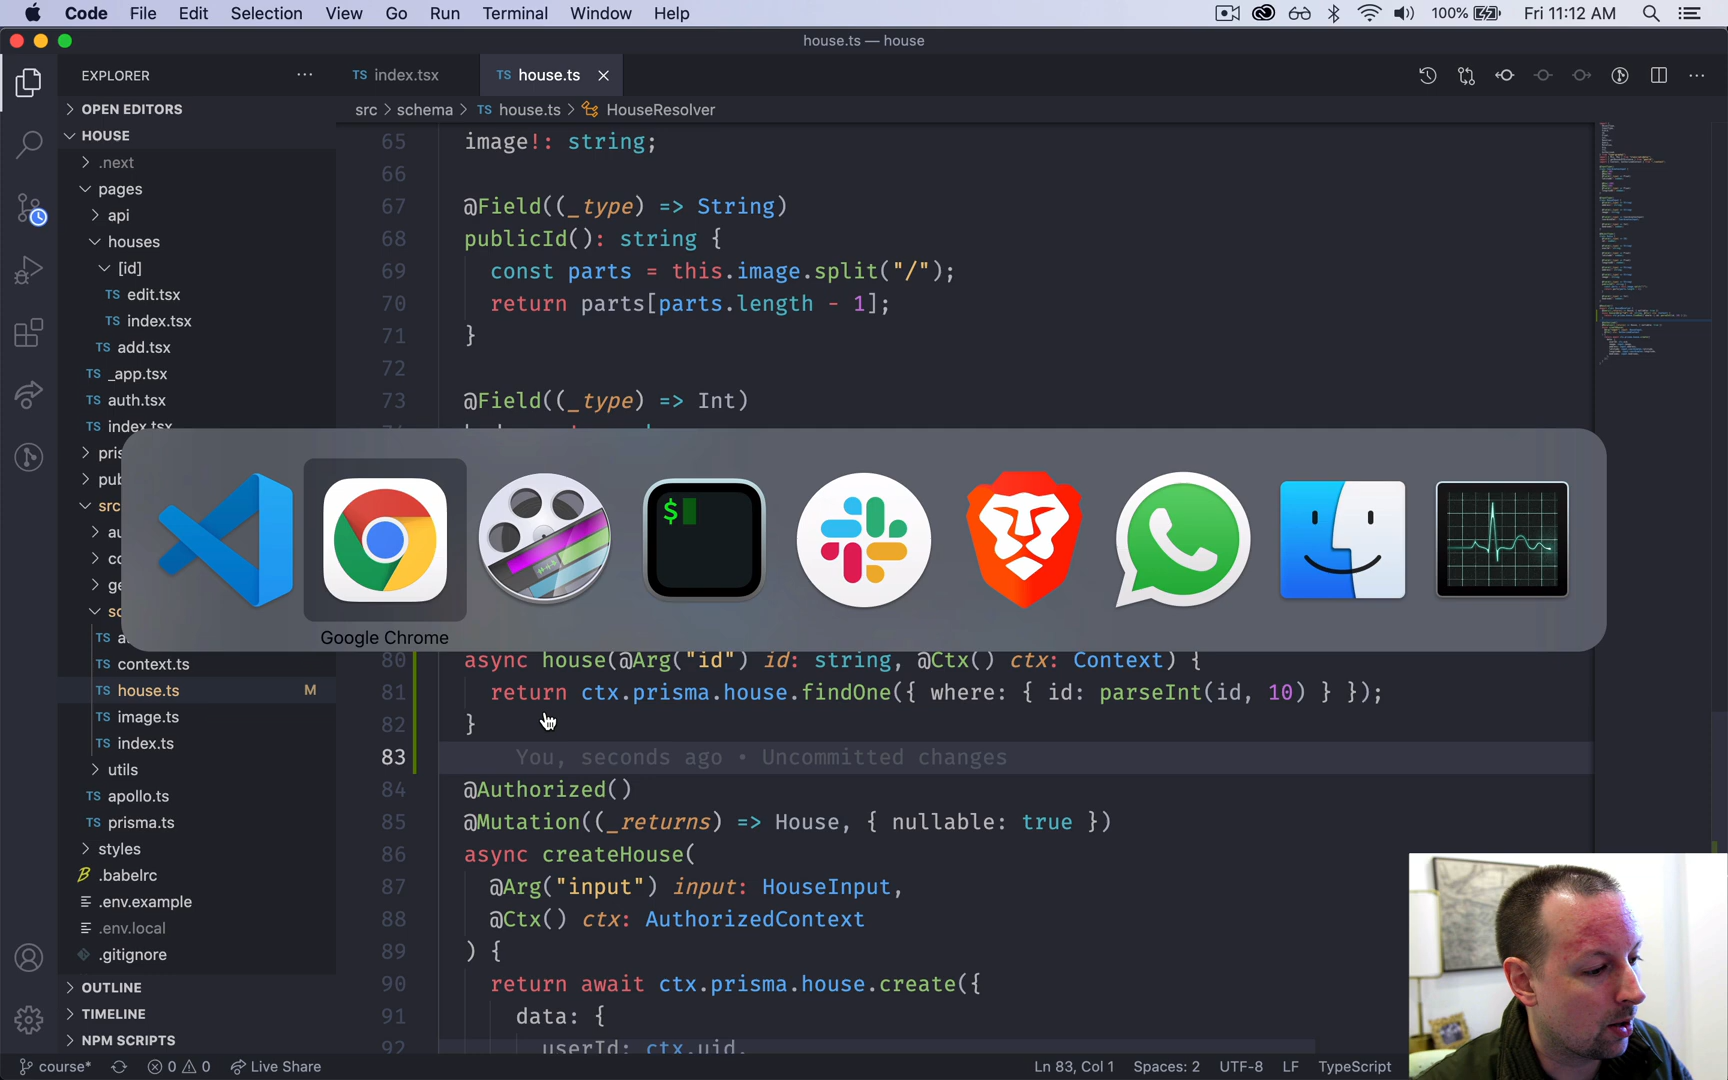 Code File Edit Selection View Go Run Terminal Window Help
100% Fri 11:12 AM
house.ts — house
EXPLORER
TS index.tsx
TS house.ts
src > schema > TS house.ts > HouseResolver
OPEN EDITORS
HOUSE
.next
pages
api
houses
[id]
TS edit.tsx
TS index.tsx
TS add.tsx
TS _app.tsx
TS auth.tsx
TS index.tsx
pris
pub
src
au
co
ge
sc
TS a
TS context.ts
TS house.ts M
TS image.ts
TS index.ts
utils
TS apollo.ts
TS prisma.ts
styles
.babelrc
.env.example
.env.local
.gitignore
OUTLINE
TIMELINE
NPM SCRIPTS
65 image!: string;
66
67 @Field((_type) => String)
68 publicId(): string {
69 const parts = this.image.split("/");
70 return parts[parts.length - 1];
71 }
72
73 @Field((_type) => Int)
$
Google Chrome
80 async house(@Arg("id") id: string, @Ctx() ctx: Context) {
81 return ctx.prisma.house.findOne({ where: { id: parseInt(id, 10) } });
82 }
83 You, seconds ago • Uncommitted changes
84 @Authorized()
85 @Mutation((_returns) => House, { nullable: true })
86 async createHouse(
87 @Arg("input") input: HouseInput,
88 @Ctx() ctx: AuthorizedContext
89 ) {
90 return await ctx.prisma.house.create({
91 data: {
92 userId: ctx.uid,
course* 0 0 Live Share
Ln 83, Col 1 Spaces: 2 UTF-8 LF TypeScript